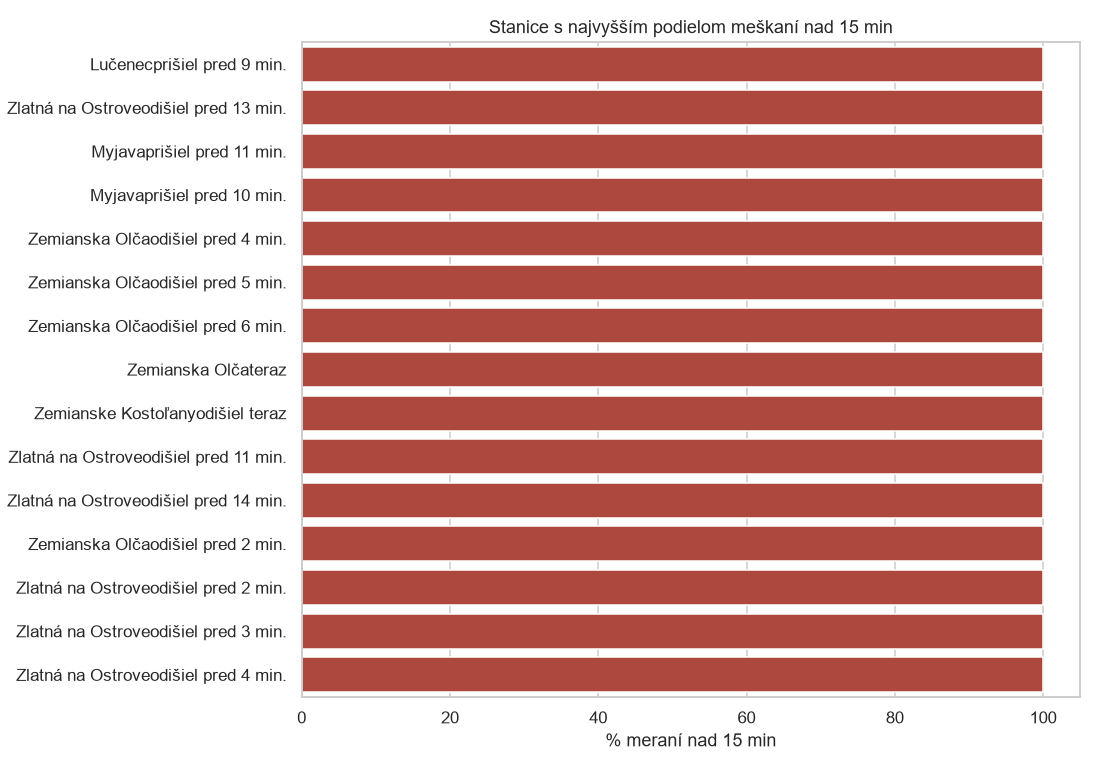 Stanice s najvyšším podielom meškaní nad 15 min
Lučenecprišiel pred 9 min.
Zlatná na Ostroveodišiel pred 13 min.
Myjavaprišiel pred 11 min.
Myjavaprišiel pred 10 min.
Zemianska Olčaodišiel pred 4 min.
Zemianska Olčaodišiel pred 5 min.
Zemianska Olčaodišiel pred 6 min.
Zemianska Olčateraz
Zemianske Kostoľanyodišiel teraz
Zlatná na Ostroveodišiel pred 11 min.
Zlatná na Ostroveodišiel pred 14 min.
Zemianska Olčaodišiel pred 2 min.
Zlatná na Ostroveodišiel pred 2 min.
Zlatná na Ostroveodišiel pred 3 min.
Zlatná na Ostroveodišiel pred 4 min.
0 20 40 60 80 100
% meraní nad 15 min